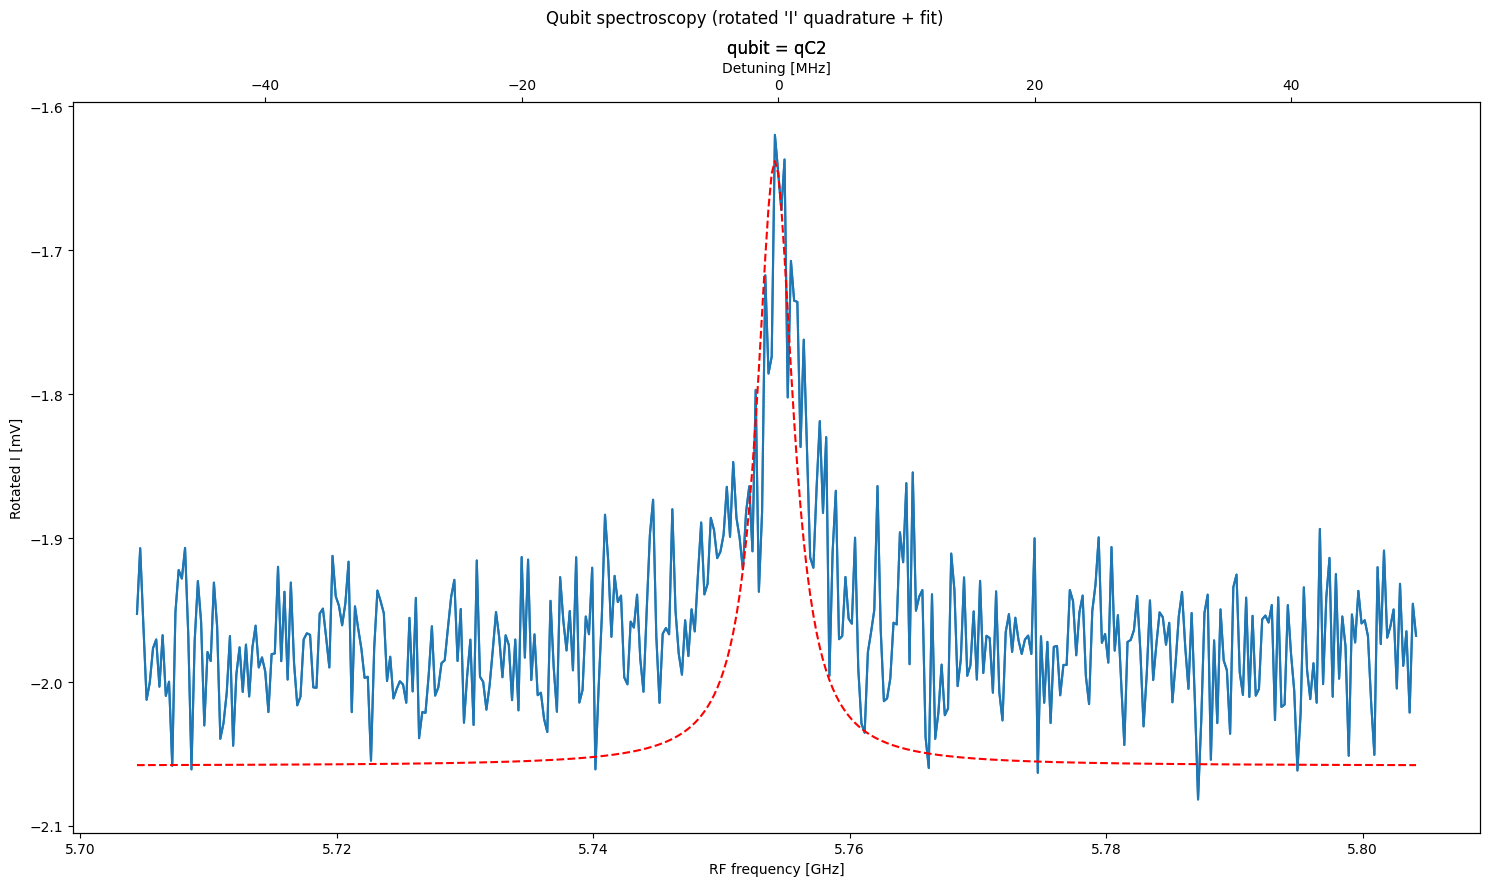 Qubit spectroscopy (rotated 'I' quadrature + fit)
qubit = qC2
Detuning [MHz]
−40 −20 0 20 40
−1.6
−1.7
−1.8
−1.9
−2.0
−2.1
Rotated I [mV]
5.70 5.72 5.74 5.76 5.78 5.80
RF frequency [GHz]